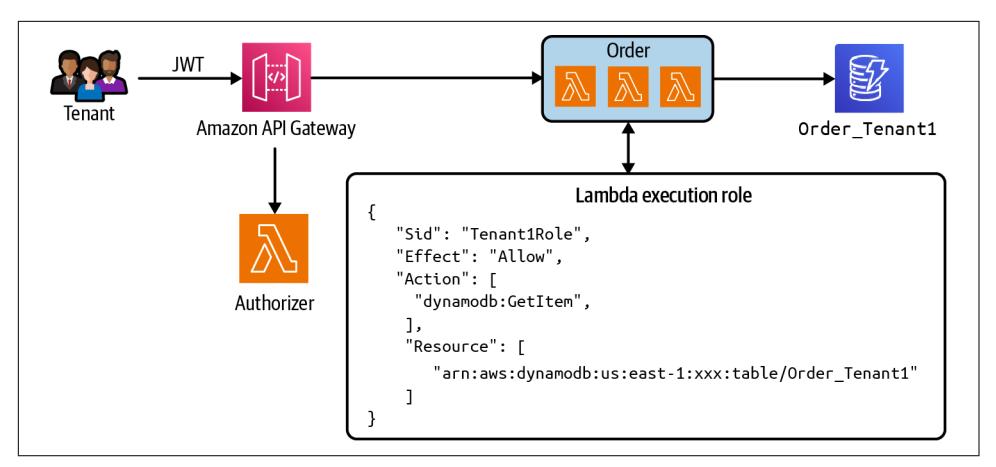 JWT
Order
Tenant
Amazon API Gateway
Order_Tenant1
Authorizer
Lambda execution role
{
"Sid": "Tenant1Role",
"Effect": "Allow",
"Action": [
"dynamodb:GetItem",
],
"Resource": [
"arn:aws:dynamodb:us:east-1:xxx:table/Order_Tenant1"
]
}